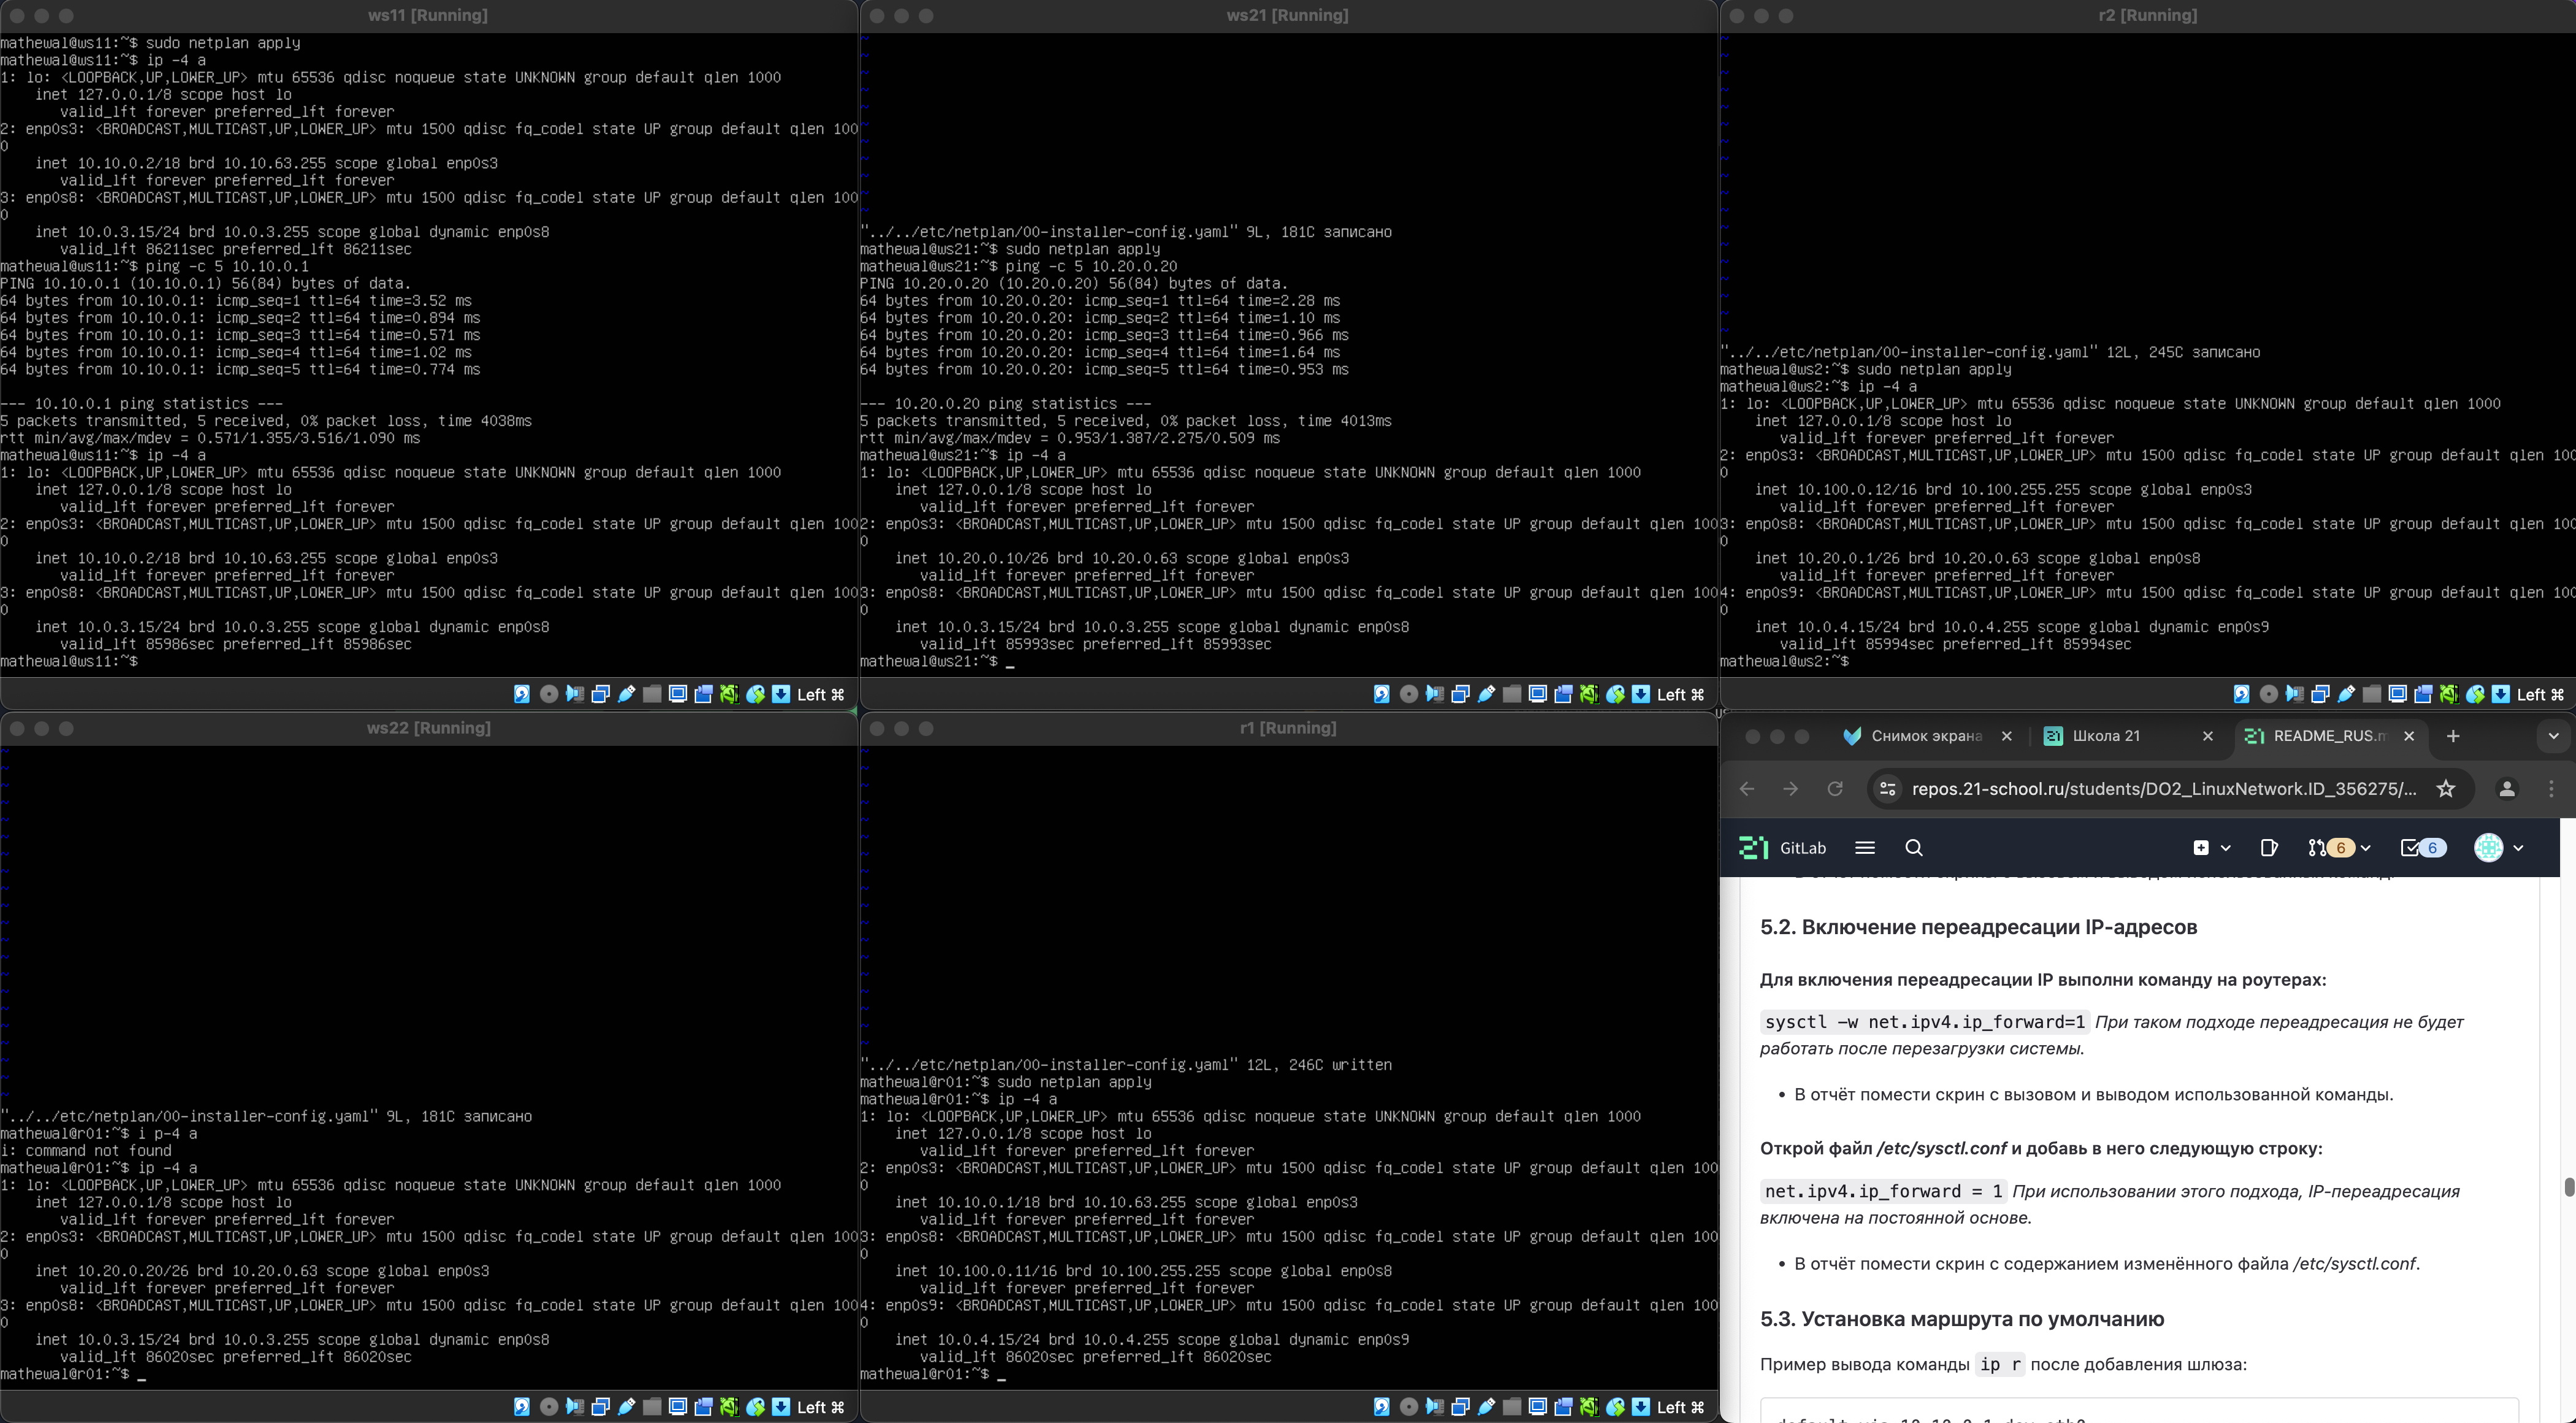 ws11 [Running]
mathewal@ws11:~$ sudo netplan apply
mathewal@ws11:~$ ip -4 a
1: lo: <LOOPBACK,UP,LOWER_UP> mtu 65536 qdisc noqueue state UNKNOWN group default qlen 1000
    inet 127.0.0.1/8 scope host lo
       valid_lft forever preferred_lft forever
2: enp0s3: <BROADCAST,MULTICAST,UP,LOWER_UP> mtu 1500 qdisc fq_codel state UP group default qlen 100
0
    inet 10.10.0.2/18 brd 10.10.63.255 scope global enp0s3
       valid_lft forever preferred_lft forever
3: enp0s8: <BROADCAST,MULTICAST,UP,LOWER_UP> mtu 1500 qdisc fq_codel state UP group default qlen 100
0
    inet 10.0.3.15/24 brd 10.0.3.255 scope global dynamic enp0s8
       valid_lft 86211sec preferred_lft 86211sec
mathewal@ws11:~$ ping -c 5 10.10.0.1
PING 10.10.0.1 (10.10.0.1) 56(84) bytes of data.
64 bytes from 10.10.0.1: icmp_seq=1 ttl=64 time=3.52 ms
64 bytes from 10.10.0.1: icmp_seq=2 ttl=64 time=0.894 ms
64 bytes from 10.10.0.1: icmp_seq=3 ttl=64 time=0.571 ms
64 bytes from 10.10.0.1: icmp_seq=4 ttl=64 time=1.02 ms
64 bytes from 10.10.0.1: icmp_seq=5 ttl=64 time=0.774 ms
--- 10.10.0.1 ping statistics ---
5 packets transmitted, 5 received, 0% packet loss, time 4038ms
rtt min/avg/max/mdev = 0.571/1.355/3.516/1.090 ms
mathewal@ws11:~$ ip -4 a
1: lo: <LOOPBACK,UP,LOWER_UP> mtu 65536 qdisc noqueue state UNKNOWN group default qlen 1000
    inet 127.0.0.1/8 scope host lo
       valid_lft forever preferred_lft forever
2: enp0s3: <BROADCAST,MULTICAST,UP,LOWER_UP> mtu 1500 qdisc fq_codel state UP group default qlen 100
0
    inet 10.10.0.2/18 brd 10.10.63.255 scope global enp0s3
       valid_lft forever preferred_lft forever
3: enp0s8: <BROADCAST,MULTICAST,UP,LOWER_UP> mtu 1500 qdisc fq_codel state UP group default qlen 100
0
    inet 10.0.3.15/24 brd 10.0.3.255 scope global dynamic enp0s8
       valid_lft 85986sec preferred_lft 85986sec
mathewal@ws11:~$
Left ⌘
ws21 [Running]
"../../etc/netplan/00-installer-config.yaml" 9L, 181C записано
mathewal@ws21:~$ sudo netplan apply
mathewal@ws21:~$ ping -c 5 10.20.0.20
PING 10.20.0.20 (10.20.0.20) 56(84) bytes of data.
64 bytes from 10.20.0.20: icmp_seq=1 ttl=64 time=2.28 ms
64 bytes from 10.20.0.20: icmp_seq=2 ttl=64 time=1.10 ms
64 bytes from 10.20.0.20: icmp_seq=3 ttl=64 time=0.966 ms
64 bytes from 10.20.0.20: icmp_seq=4 ttl=64 time=1.64 ms
64 bytes from 10.20.0.20: icmp_seq=5 ttl=64 time=0.953 ms
--- 10.20.0.20 ping statistics ---
5 packets transmitted, 5 received, 0% packet loss, time 4013ms
rtt min/avg/max/mdev = 0.953/1.387/2.275/0.509 ms
mathewal@ws21:~$ ip -4 a
1: lo: <LOOPBACK,UP,LOWER_UP> mtu 65536 qdisc noqueue state UNKNOWN group default qlen 1000
    inet 127.0.0.1/8 scope host lo
       valid_lft forever preferred_lft forever
2: enp0s3: <BROADCAST,MULTICAST,UP,LOWER_UP> mtu 1500 qdisc fq_codel state UP group default qlen 100
0
    inet 10.20.0.10/26 brd 10.20.0.63 scope global enp0s3
       valid_lft forever preferred_lft forever
3: enp0s8: <BROADCAST,MULTICAST,UP,LOWER_UP> mtu 1500 qdisc fq_codel state UP group default qlen 100
0
    inet 10.0.3.15/24 brd 10.0.3.255 scope global dynamic enp0s8
       valid_lft 85993sec preferred_lft 85993sec
mathewal@ws21:~$ _
Left ⌘
r2 [Running]
"../../etc/netplan/00-installer-config.yaml" 12L, 245C записано
mathewal@ws2:~$ sudo netplan apply
mathewal@ws2:~$ ip -4 a
1: lo: <LOOPBACK,UP,LOWER_UP> mtu 65536 qdisc noqueue state UNKNOWN group default qlen 1000
    inet 127.0.0.1/8 scope host lo
       valid_lft forever preferred_lft forever
2: enp0s3: <BROADCAST,MULTICAST,UP,LOWER_UP> mtu 1500 qdisc fq_codel state UP group default qlen 100
0
    inet 10.100.0.12/16 brd 10.100.255.255 scope global enp0s3
       valid_lft forever preferred_lft forever
3: enp0s8: <BROADCAST,MULTICAST,UP,LOWER_UP> mtu 1500 qdisc fq_codel state UP group default qlen 100
0
    inet 10.20.0.1/26 brd 10.20.0.63 scope global enp0s8
       valid_lft forever preferred_lft forever
4: enp0s9: <BROADCAST,MULTICAST,UP,LOWER_UP> mtu 1500 qdisc fq_codel state UP group default qlen 100
0
    inet 10.0.4.15/24 brd 10.0.4.255 scope global dynamic enp0s9
       valid_lft 85994sec preferred_lft 85994sec
mathewal@ws2:~$
Left ⌘
ws22 [Running]
"../../etc/netplan/00-installer-config.yaml" 9L, 181C записано
mathewal@r01:~$ i p-4 a
i: command not found
mathewal@r01:~$ ip -4 a
1: lo: <LOOPBACK,UP,LOWER_UP> mtu 65536 qdisc noqueue state UNKNOWN group default qlen 1000
    inet 127.0.0.1/8 scope host lo
       valid_lft forever preferred_lft forever
2: enp0s3: <BROADCAST,MULTICAST,UP,LOWER_UP> mtu 1500 qdisc fq_codel state UP group default qlen 100
0
    inet 10.20.0.20/26 brd 10.20.0.63 scope global enp0s3
       valid_lft forever preferred_lft forever
3: enp0s8: <BROADCAST,MULTICAST,UP,LOWER_UP> mtu 1500 qdisc fq_codel state UP group default qlen 100
0
    inet 10.0.3.15/24 brd 10.0.3.255 scope global dynamic enp0s8
       valid_lft 86020sec preferred_lft 86020sec
mathewal@r01:~$ _
Left ⌘
r1 [Running]
"../../etc/netplan/00-installer-config.yaml" 12L, 246C written
mathewal@r01:~$ sudo netplan apply
mathewal@r01:~$ ip -4 a
1: lo: <LOOPBACK,UP,LOWER_UP> mtu 65536 qdisc noqueue state UNKNOWN group default qlen 1000
    inet 127.0.0.1/8 scope host lo
       valid_lft forever preferred_lft forever
2: enp0s3: <BROADCAST,MULTICAST,UP,LOWER_UP> mtu 1500 qdisc fq_codel state UP group default qlen 100
0
    inet 10.10.0.1/18 brd 10.10.63.255 scope global enp0s3
       valid_lft forever preferred_lft forever
3: enp0s8: <BROADCAST,MULTICAST,UP,LOWER_UP> mtu 1500 qdisc fq_codel state UP group default qlen 100
0
    inet 10.100.0.11/16 brd 10.100.255.255 scope global enp0s8
       valid_lft forever preferred_lft forever
4: enp0s9: <BROADCAST,MULTICAST,UP,LOWER_UP> mtu 1500 qdisc fq_codel state UP group default qlen 100
0
    inet 10.0.4.15/24 brd 10.0.4.255 scope global dynamic enp0s9
       valid_lft 86020sec preferred_lft 86020sec
mathewal@r01:~$ _
Left ⌘
Снимок экрана
Школа 21
README_RUS.m
repos.21-school.ru/students/DO2_LinuxNetwork.ID_356275/...
GitLab
6
6
5.2. Включение переадресации IP-адресов
Для включения переадресации IP выполни команду на роутерах:
sysctl -w net.ipv4.ip_forward=1 При таком подходе переадресация не будет
работать после перезагрузки системы.
• В отчёт помести скрин с вызовом и выводом использованной команды.
Открой файл /etc/sysctl.conf и добавь в него следующую строку:
net.ipv4.ip_forward = 1 При использовании этого подхода, IP-переадресация
включена на постоянной основе.
• В отчёт помести скрин с содержанием изменённого файла /etc/sysctl.conf.
5.3. Установка маршрута по умолчанию
Пример вывода команды ip r после добавления шлюза: